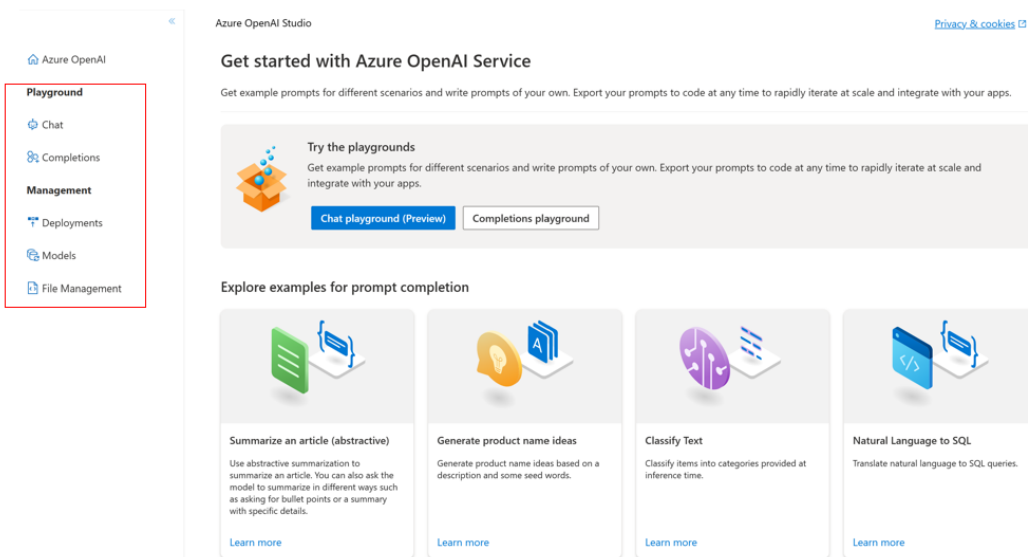 «
Azure OpenAI Studio
Privacy & cookies
Azure OpenAI
Playground
Chat
Completions
Management
Deployments
Models
File Management
Get started with Azure OpenAI Service
Get example prompts for different scenarios and write prompts of your own. Export your prompts to code at any time to rapidly iterate at scale and integrate with your apps.
Try the playgrounds
Get example prompts for different scenarios and write prompts of your own. Export your prompts to code at any time to rapidly iterate at scale and
integrate with your apps.
Chat playground (Preview)
Completions playground
Explore examples for prompt completion
A
</>
Summarize an article (abstractive)
Use abstractive summarization to
summarize an article. You can also ask the
model to summarize in different ways such
as asking for bullet points or a summary
with specific details.
Learn more
Generate product name ideas
Generate product name ideas based on a
description and some seed words.
Learn more
Classify Text
Classify items into categories provided at
inference time.
Learn more
Natural Language to SQL
Translate natural language to SQL queries.
Learn more